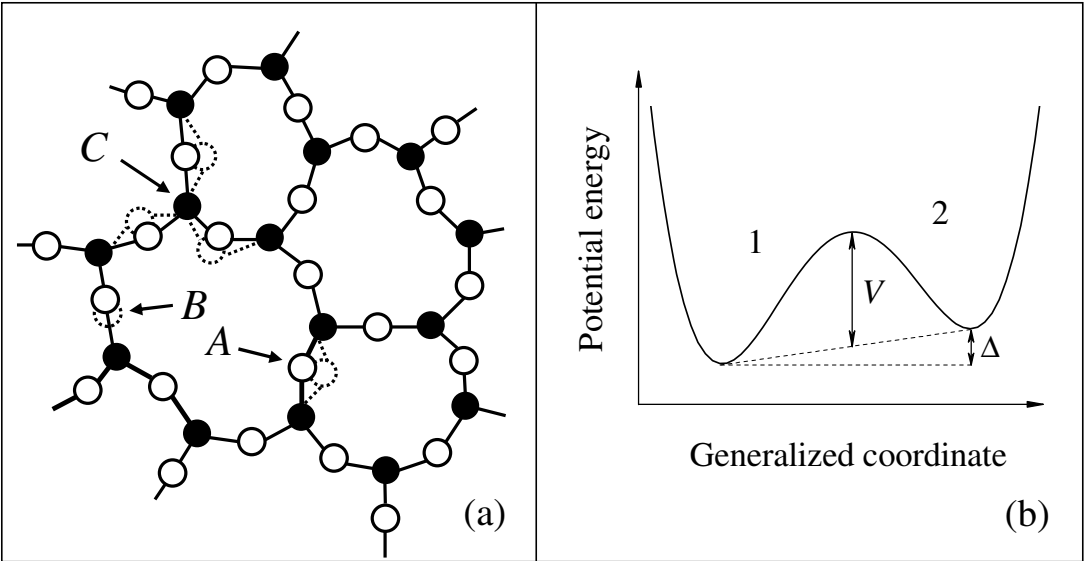 C
B
A
(a)
Potential energy
1
2
V
Δ
Generalized coordinate
(b)